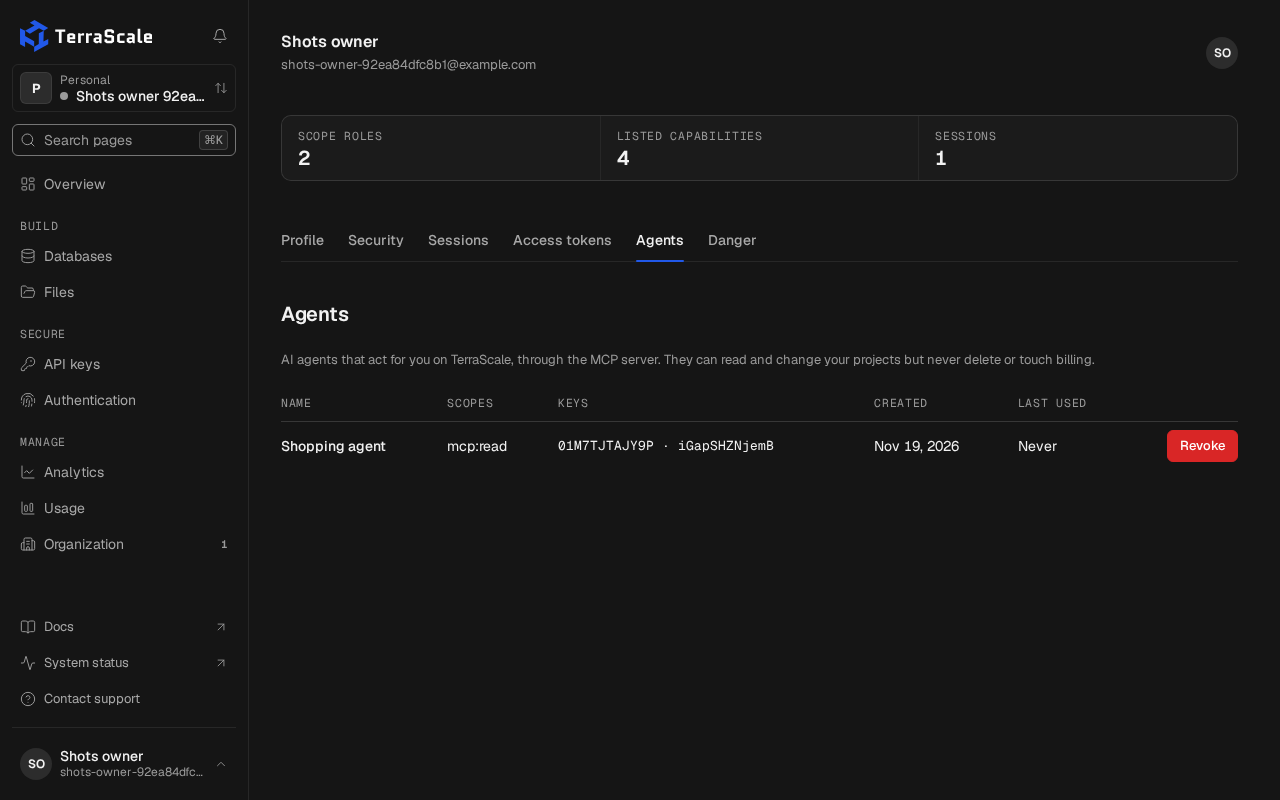 TerraScale
P
Personal
Shots owner 92ea...
Search pages
⌘K
Overview
BUILD
Databases
Files
SECURE
API keys
Authentication
MANAGE
Analytics
Usage
Organization 1
Docs
System status
Contact support
SO
Shots owner
shots-owner-92ea84dfc...
Shots owner
shots-owner-92ea84dfc8b1@example.com
SO
SCOPE ROLES
2
LISTED CAPABILITIES
4
SESSIONS
1
Profile Security Sessions Access tokens Agents Danger
Agents
AI agents that act for you on TerraScale, through the MCP server. They can read and change your projects but never delete or touch billing.
NAME SCOPES KEYS CREATED LAST USED
Shopping agent mcp:read 01M7TJTAJY9P · iGapSHZNjemB Nov 19, 2026 Never Revoke